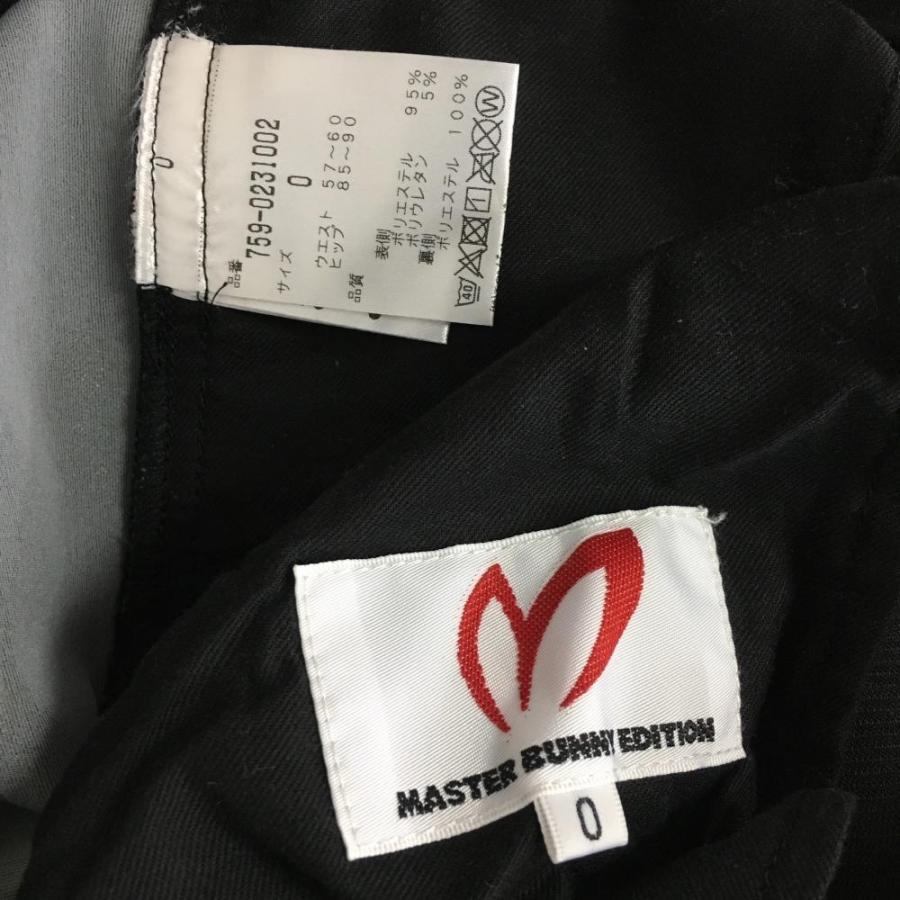 0
品番
759-0231002
サイズ
0
ウエスト 57～60
ヒップ 85～90
品質
表側
ポリエステル 95%
ポリウレタン 5%
裏側
ポリエステル 100%
40
W
MASTER BUNNY EDITION
0